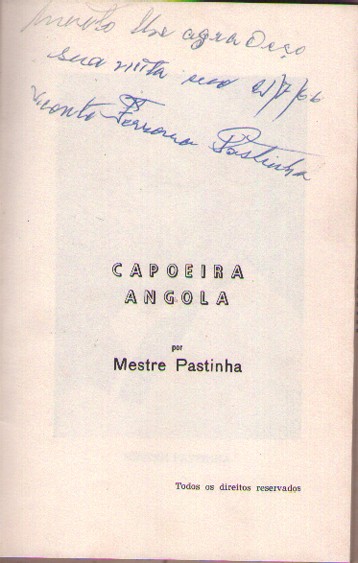 muito lhe agradeço
sua vizita em 21/7/66
Vicente Ferreira Pastinha
CAPOEIRA
ANGOLA
por
Mestre Pastinha
Todos os direitos reservados